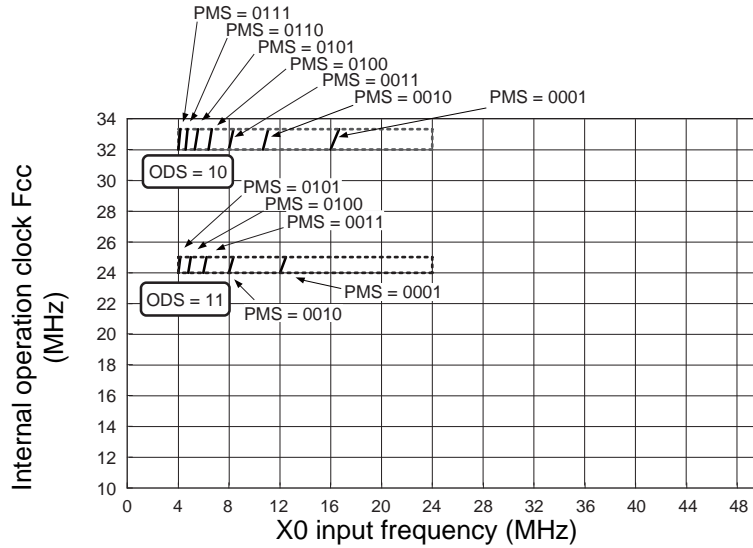 PMS = 0111
PMS = 0110
PMS = 0101
PMS = 0100
PMS = 0011
PMS = 0010
PMS = 0001
34
32
30
28
26
24
22
20
18
16
14
12
10
ODS = 10
PMS = 0101
PMS = 0100
PMS = 0011
ODS = 11
PMS = 0001
PMS = 0010
Internal operation clock Fcc
(MHz)
0 4 8 12 16 20 24 28 32 36 40 44 48
X0 input frequency (MHz)